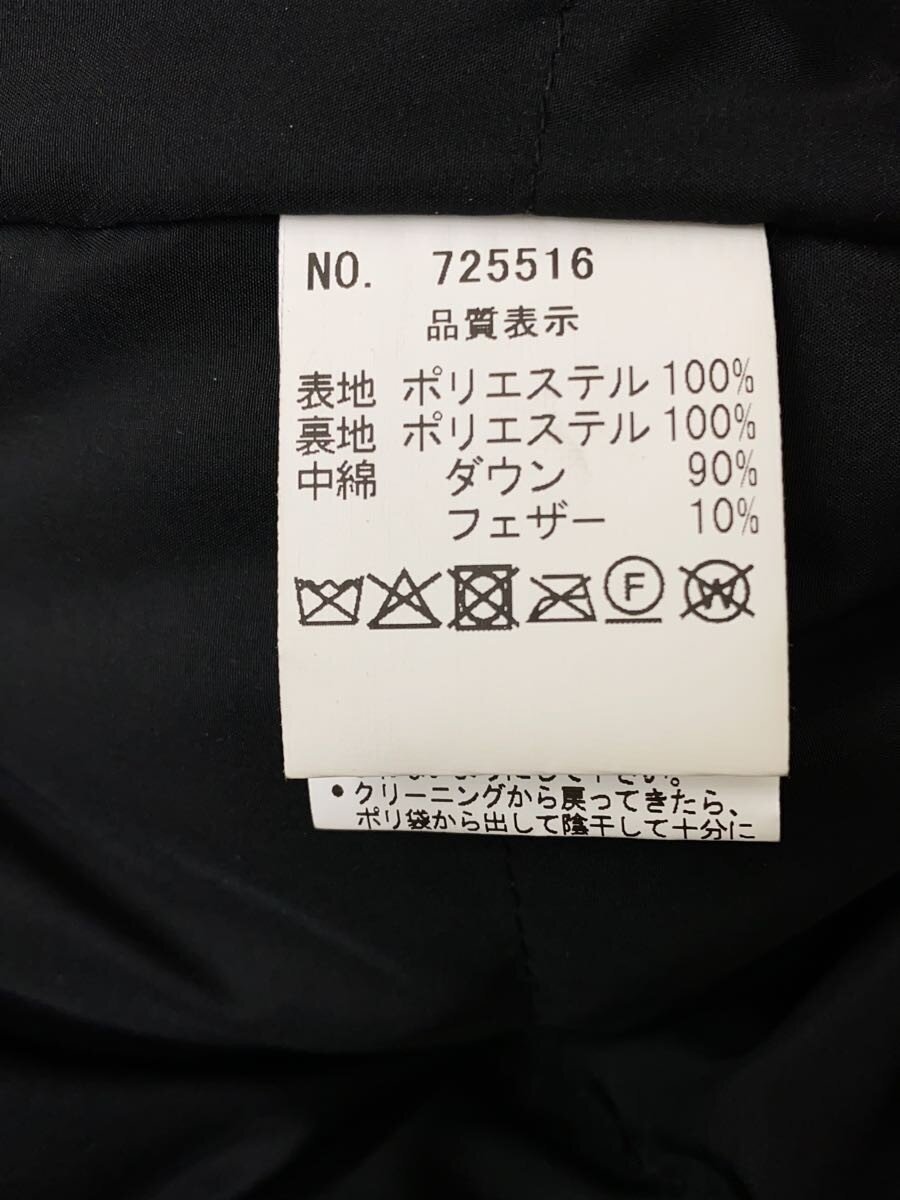 NO. 725516
品質表示
表地 ポリエステル 100%
裏地 ポリエステル 100%
中綿 ダウン 90%
フェザー 10%
F
W
下さい。
・クリーニングから戻ってきたら、
ポリ袋から出して陰干しして十分に